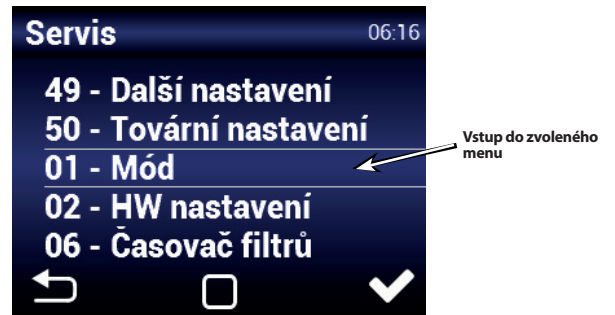 Servis 06:16
49 - Další nastavení
50 - Tovární nastavení
01 - Mód
02 - HW nastavení
06 - Časovač filtrů
Vstup do zvoleného
menu